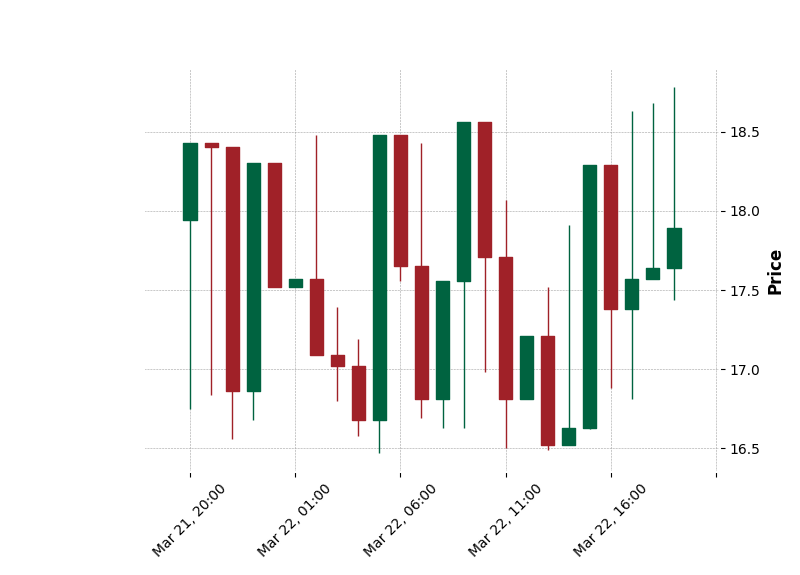 18.5
18.0
17.5
17.0
16.5
Price
Mar 21, 20:00
Mar 22, 01:00
Mar 22, 06:00
Mar 22, 11:00
Mar 22, 16:00